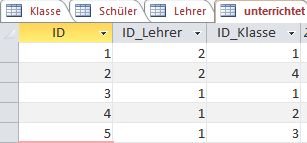 Klasse Schüler Lehrer unterrichtet
ID ID_Lehrer ID_Klasse
1 2 1
2 2 4
3 1 1
4 1 2
5 1 3